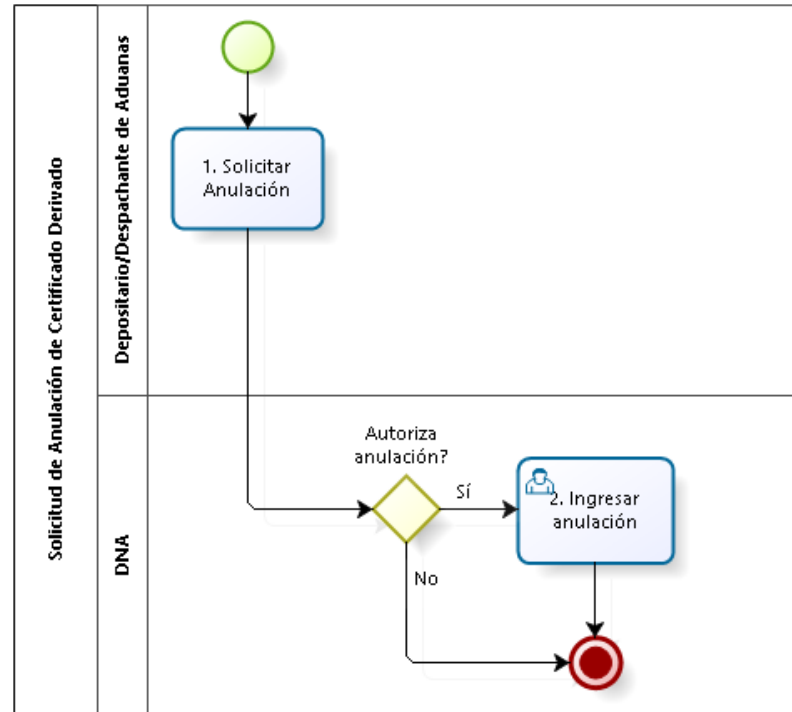 Solicitud de Anulación de Certificado Derivado
Depositario/Despachante de Aduanas
1. Solicitar
Anulación
DNA
Autoriza
anulación?
Sí
2. Ingresar
anulación
No